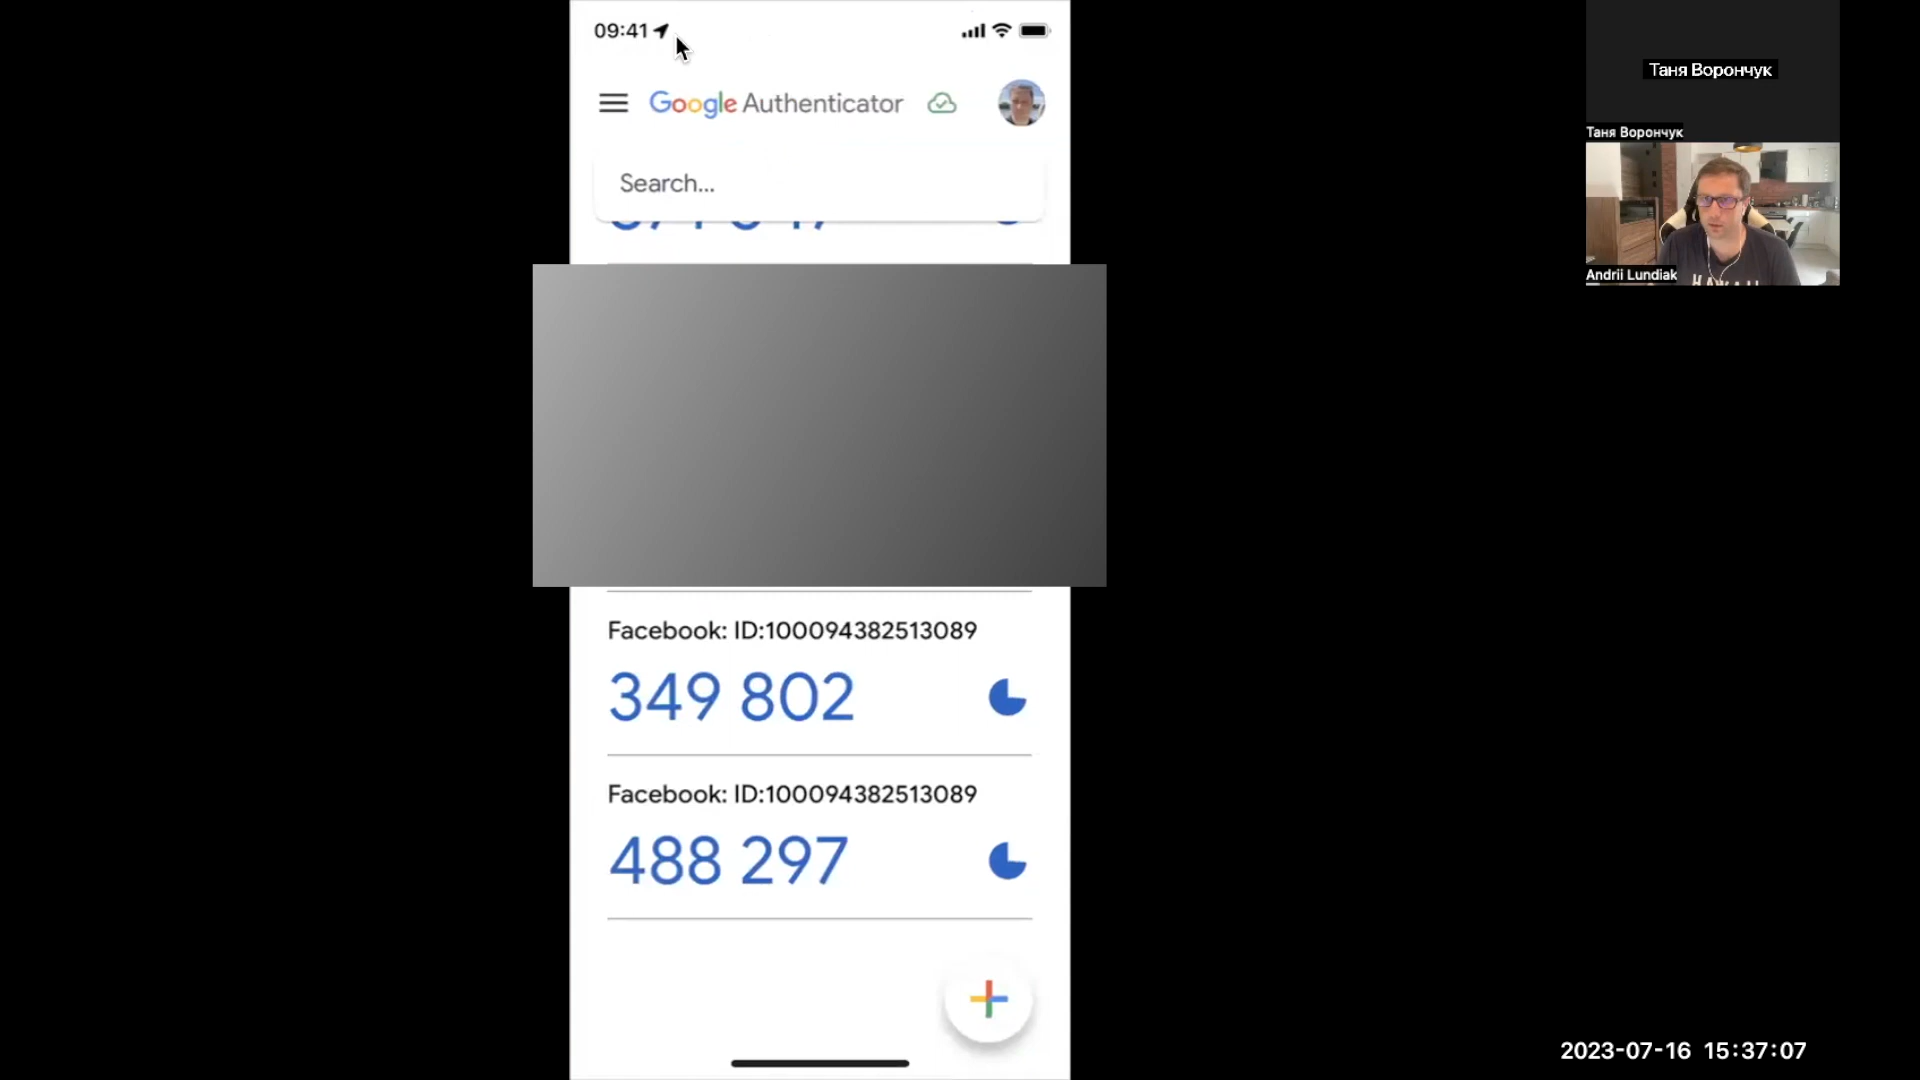 09:41
Google Authenticator
Search...
Facebook: ID:100094382513089
349 802
Facebook: ID:100094382513089
488 297
Таня Ворончук
Таня Ворончук
Andrii Lundiak
2023-07-16 15:37:07